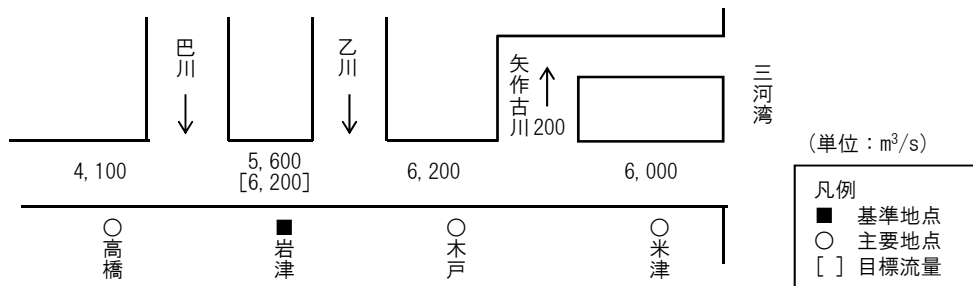 巴川
乙川
矢作古川
200
三河湾
(単位：m³/s)
4,100
5,600
[6,200]
6,200
6,000
高橋
■
岩津
木戸
米津
凡例
■ 基準地点
○ 主要地点
[ ] 目標流量